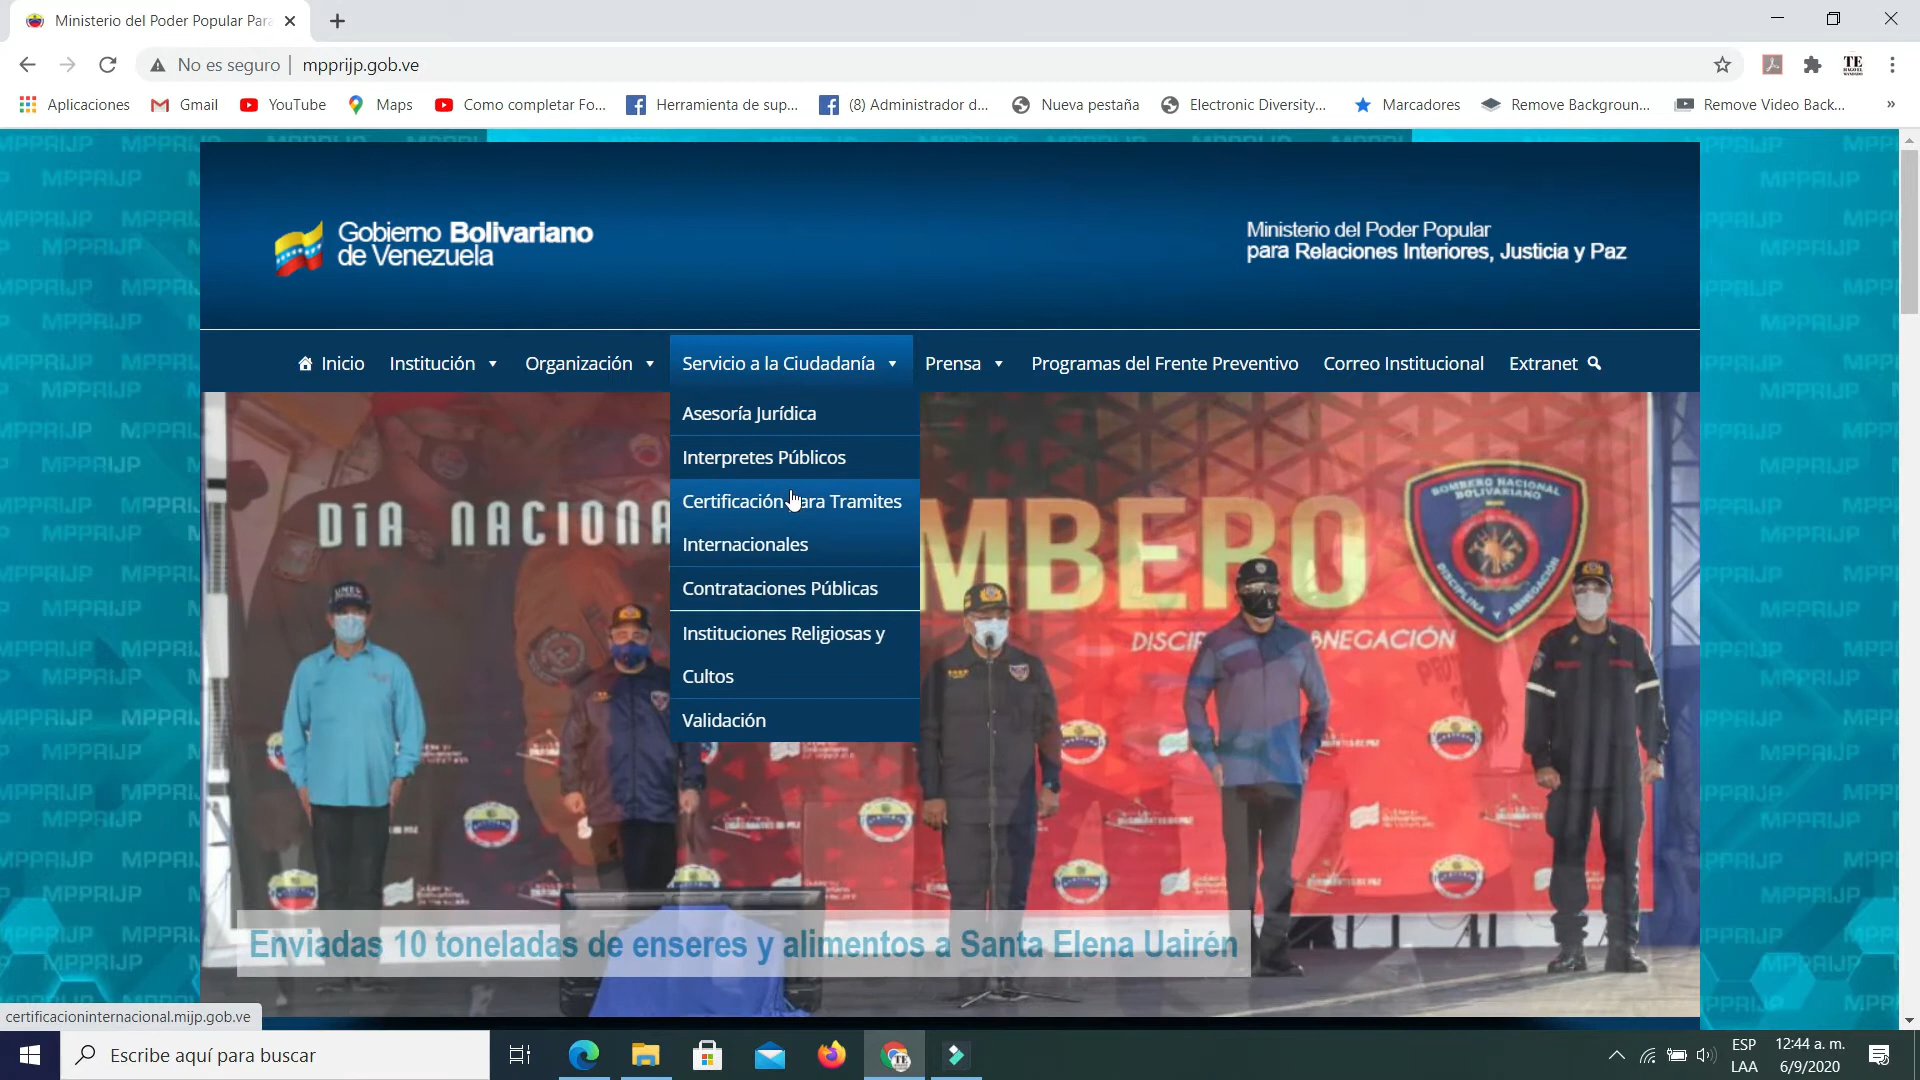 Ministerio del Poder Popular Para
No es seguro | mpprijp.gob.ve
Aplicaciones
Gmail
YouTube
Maps
Como completar Fo...
Herramienta de sup...
(8) Administrador d...
Nueva pestaña
Electronic Diversity...
Marcadores
Remove Backgroun...
Remove Video Back...
»
Gobierno Bolivariano
de Venezuela
Ministerio del Poder Popular
para Relaciones Interiores, Justicia y Paz
Inicio
Institución
Organización
Servicio a la Ciudadanía
Prensa
Programas del Frente Preventivo
Correo Institucional
Extranet
Asesoría Jurídica
Interpretes Públicos
Certificación para Tramites
Internacionales
Contrataciones Públicas
Instituciones Religiosas y
Cultos
Validación
DÍA NACIONA
MBERO
BOMBERO NACIONAL
BOLIVARIANO
DISCIPLINA ABNEGACIÓN
BNEGACIÓN
Enviadas 10 toneladas de enseres y alimentos a Santa Elena Uairén
certificacioninternacional.mijp.gob.ve
Escribe aquí para buscar
ESP
LAA
12:44 a. m.
6/9/2020